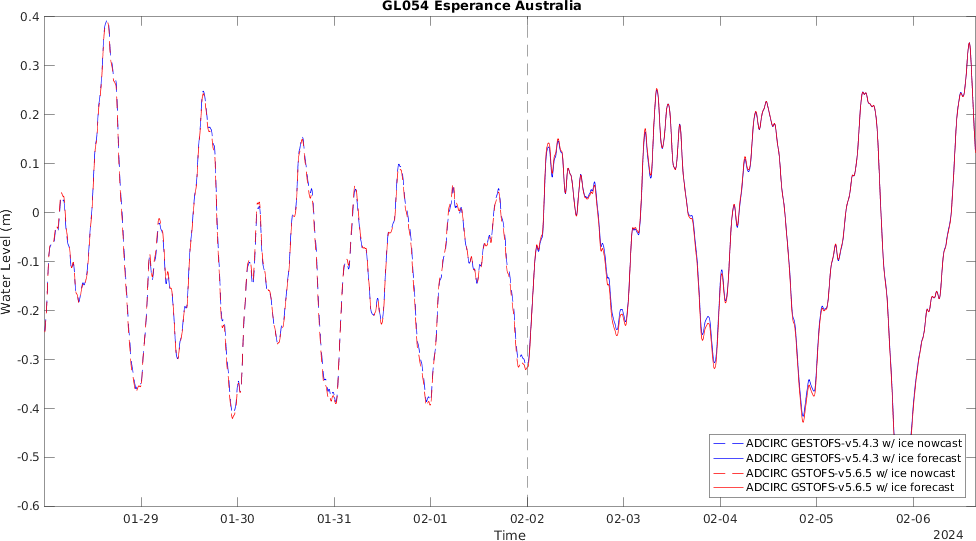 GL054 Esperance Australia
Water Level (m)
0.4
0.3
0.2
0.1
0
-0.1
-0.2
-0.3
-0.4
-0.5
-0.6
ADCIRC GESTOFS-v5.4.3 w/ ice nowcast
ADCIRC GESTOFS-v5.4.3 w/ ice forecast
ADCIRC GSTOFS-v5.6.5 w/ ice nowcast
ADCIRC GSTOFS-v5.6.5 w/ ice forecast
01-29 01-30 01-31 02-01 02-02 02-03 02-04 02-05 02-06
Time
2024